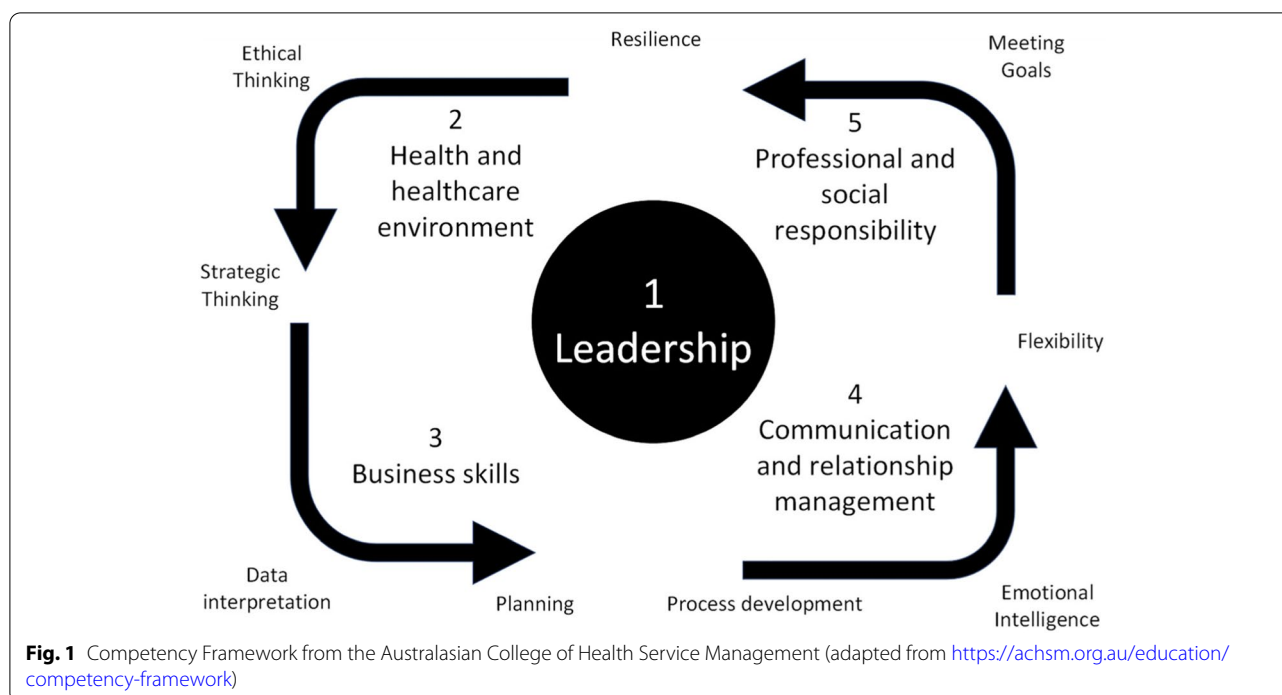 Resilience
Ethical
Thinking
Meeting
Goals
2
Health and
healthcare
environment
5
Professional and
social
responsibility
Strategic
Thinking
1
Leadership
Flexibility
3
Business skills
4
Communication
and relationship
management
Data
interpretation
Planning
Process development
Emotional
Intelligence
Fig. 1 Competency Framework from the Australasian College of Health Service Management (adapted from https://achsm.org.au/education/
competency-framework)